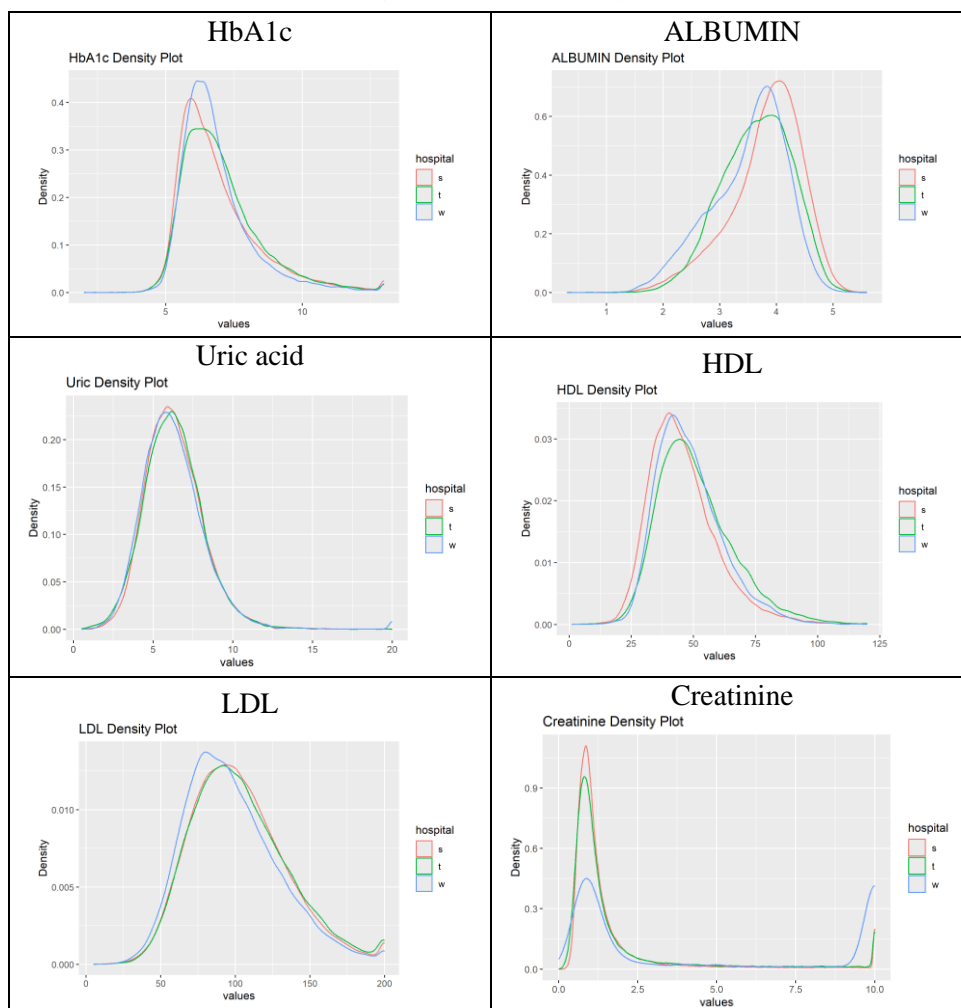 HbA1c
HbA1c Density Plot
0.4
0.3
0.2
0.1
0.0
Density
5
10
values
hospital
s
t
w
ALBUMIN
ALBUMIN Density Plot
0.6
0.4
0.2
0.0
Density
1
2
3
4
5
values
hospital
s
t
w
Uric acid
Uric Density Plot
0.20
0.15
0.10
0.05
0.00
Density
0
5
10
15
20
values
hospital
s
t
w
HDL
HDL Density Plot
0.03
0.02
0.01
0.00
Density
0
25
50
75
100
125
values
hospital
s
t
w
LDL
LDL Density Plot
0.010
0.005
0.000
Density
0
50
100
150
200
values
hospital
s
t
w
Creatinine
Creatinine Density Plot
0.9
0.6
0.3
0.0
Density
0.0
2.5
5.0
7.5
10.0
values
hospital
s
t
w